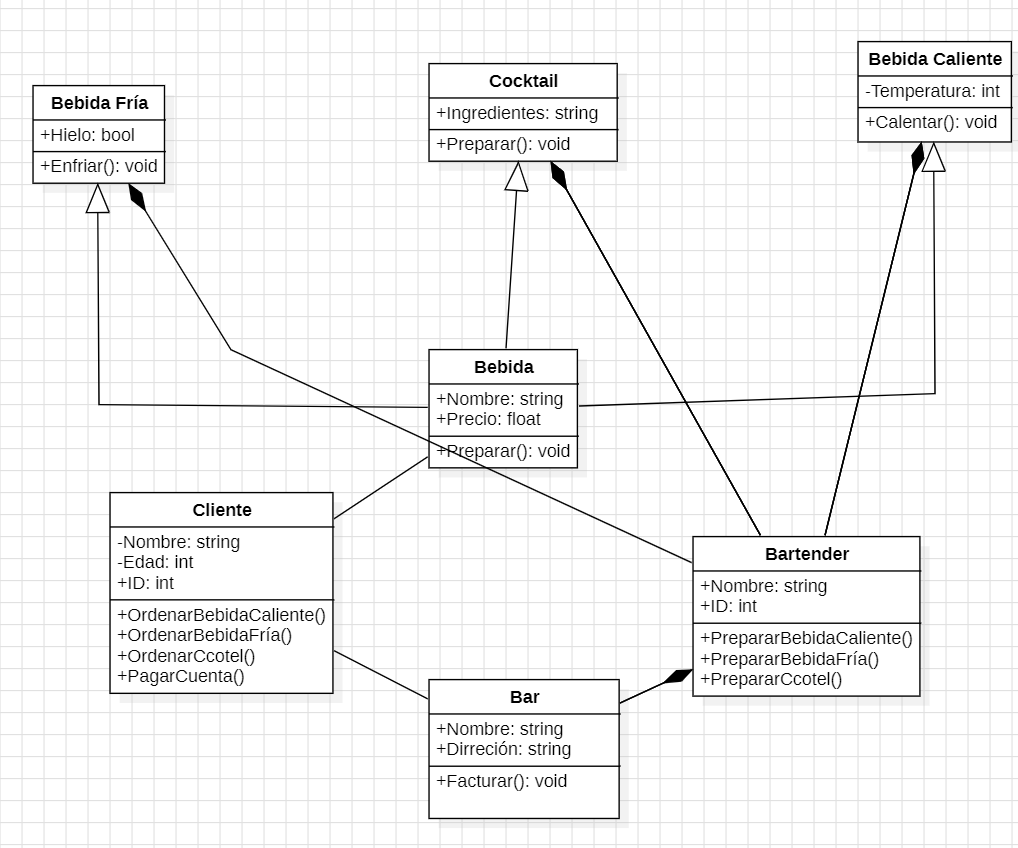 Bebida Fría
+Hielo: bool
+Enfriar(): void
Cocktail
+Ingredientes: string
+Preparar(): void
Bebida Caliente
-Temperatura: int
+Calentar(): void
Bebida
+Nombre: string
+Precio: float
+Preparar(): void
Cliente
-Nombre: string
-Edad: int
+ID: int
+OrdenarBebidaCaliente()
+OrdenarBebidaFría()
+OrdenarCcotel()
+PagarCuenta()
Bartender
+Nombre: string
+ID: int
+PrepararBebidaCaliente()
+PrepararBebidaFría()
+PrepararCcotel()
Bar
+Nombre: string
+Dirreción: string
+Facturar(): void